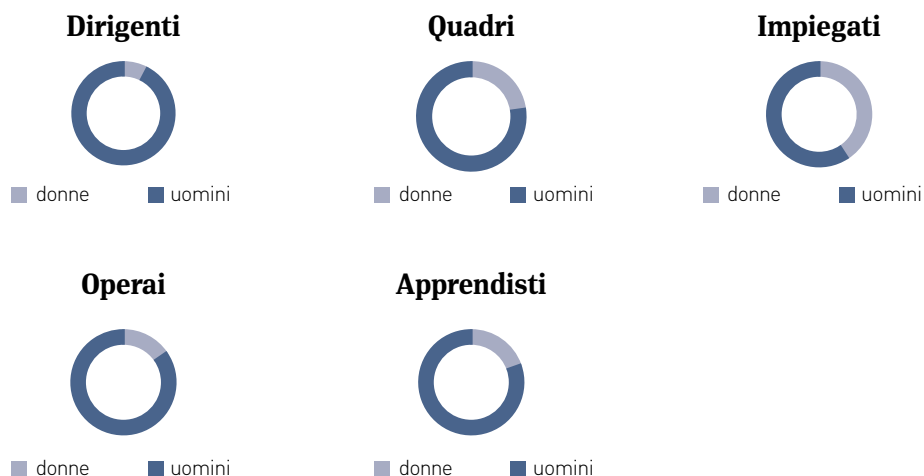 Dirigenti
Quadri
Impiegati
donne
uomini
donne
uomini
donne
uomini
Operai
Apprendisti
donne
uomini
donne
uomini